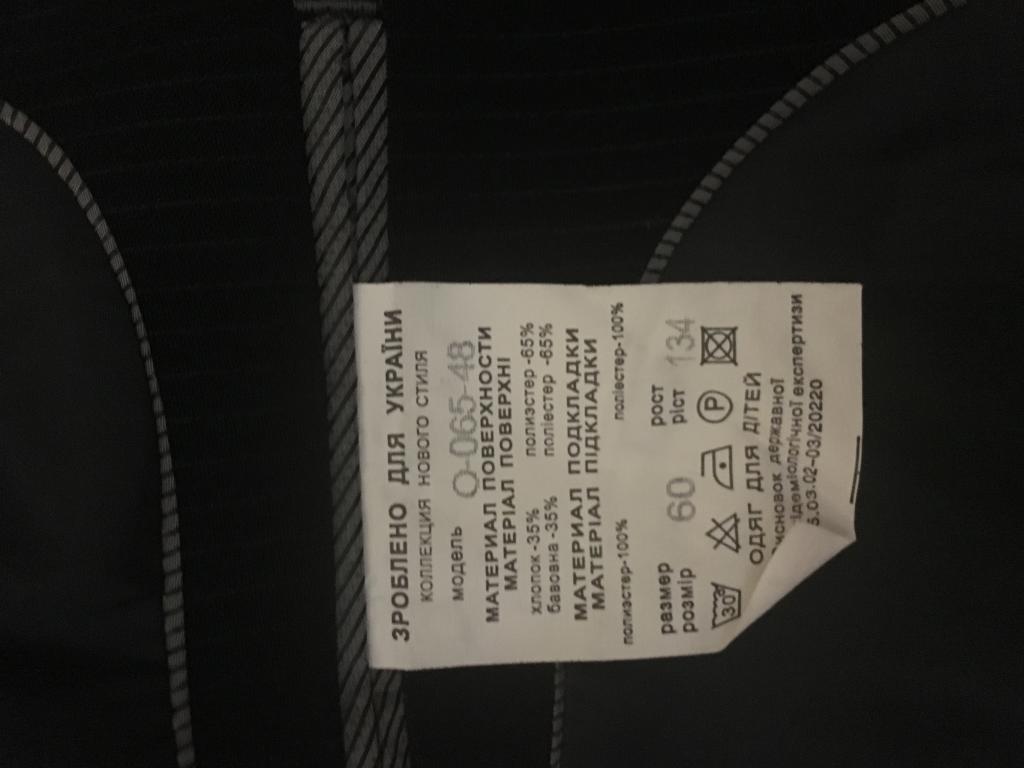 ЗРОБЛЕНО ДЛЯ УКРАЇНИ
КОЛЛЕКЦИЯ НОВОГО СТИЛЯ
модель O-065-48
МАТЕРИАЛ ПОВЕРХНОСТИ
МАТЕРІАЛ ПОВЕРХНІ
хлопок-35% полиэстер-65%
бавовна-35% поліестер -65%
МАТЕРИАЛ ПОДКЛАДКИ
МАТЕРІАЛ ПІДКЛАДКИ
полиэстер-100% поліестер-100%
размер рост
розмір 60 ріст 134
30 P
ОДЯГ ДЛЯ ДІТЕЙ
державної
експертизи
5.03.02-03/20220